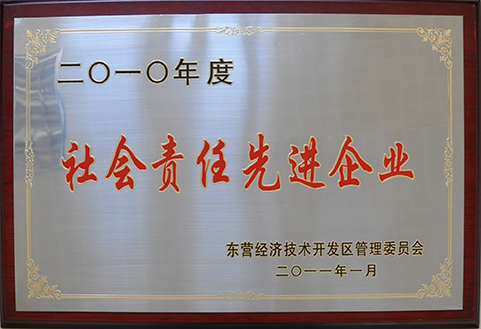 二〇一〇年度
社会责任先进企业
东营经济技术开发区管理委员会
二〇一一年一月